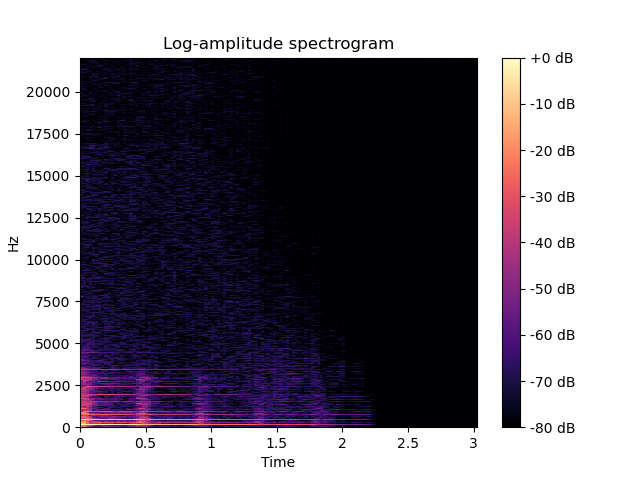 Log-amplitude spectrogram
Hz
20000
17500
15000
12500
10000
7500
5000
2500
0
0 0.5 1 1.5 2 2.5 3
Time
+0 dB
-10 dB
-20 dB
-30 dB
-40 dB
-50 dB
-60 dB
-70 dB
-80 dB